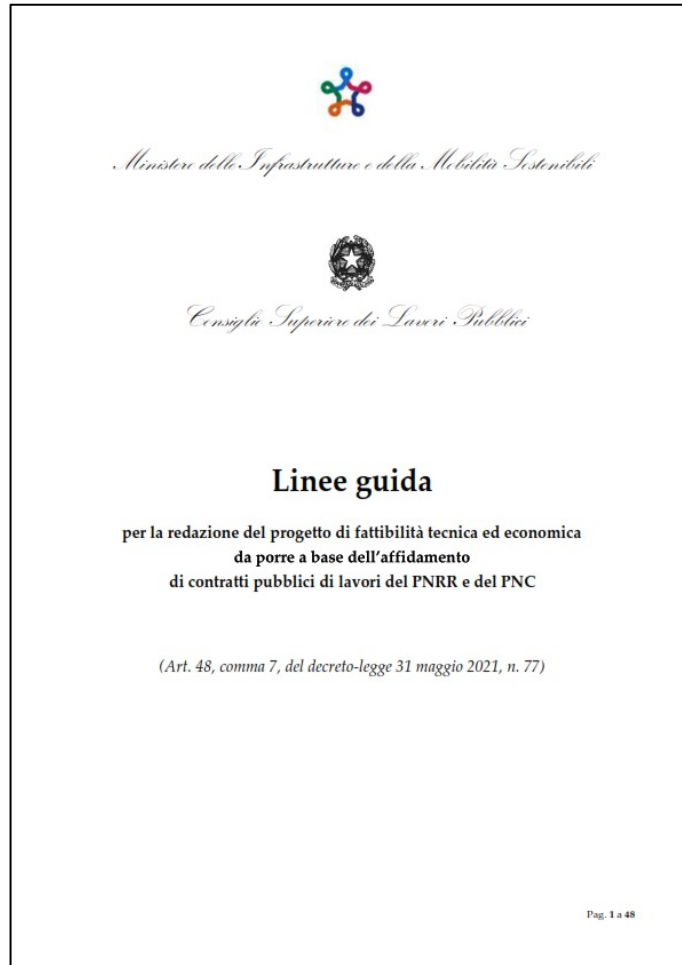 Ministero delle Infrastrutture e della Mobilità Sostenibili
Consiglio Superiore dei Lavori Pubblici
Linee guida
per la redazione del progetto di fattibilità tecnica ed economica
da porre a base dell'affidamento
di contratti pubblici di lavori del PNRR e del PNC
(Art. 48, comma 7, del decreto-legge 31 maggio 2021, n. 77)
Pag. 1 a 48